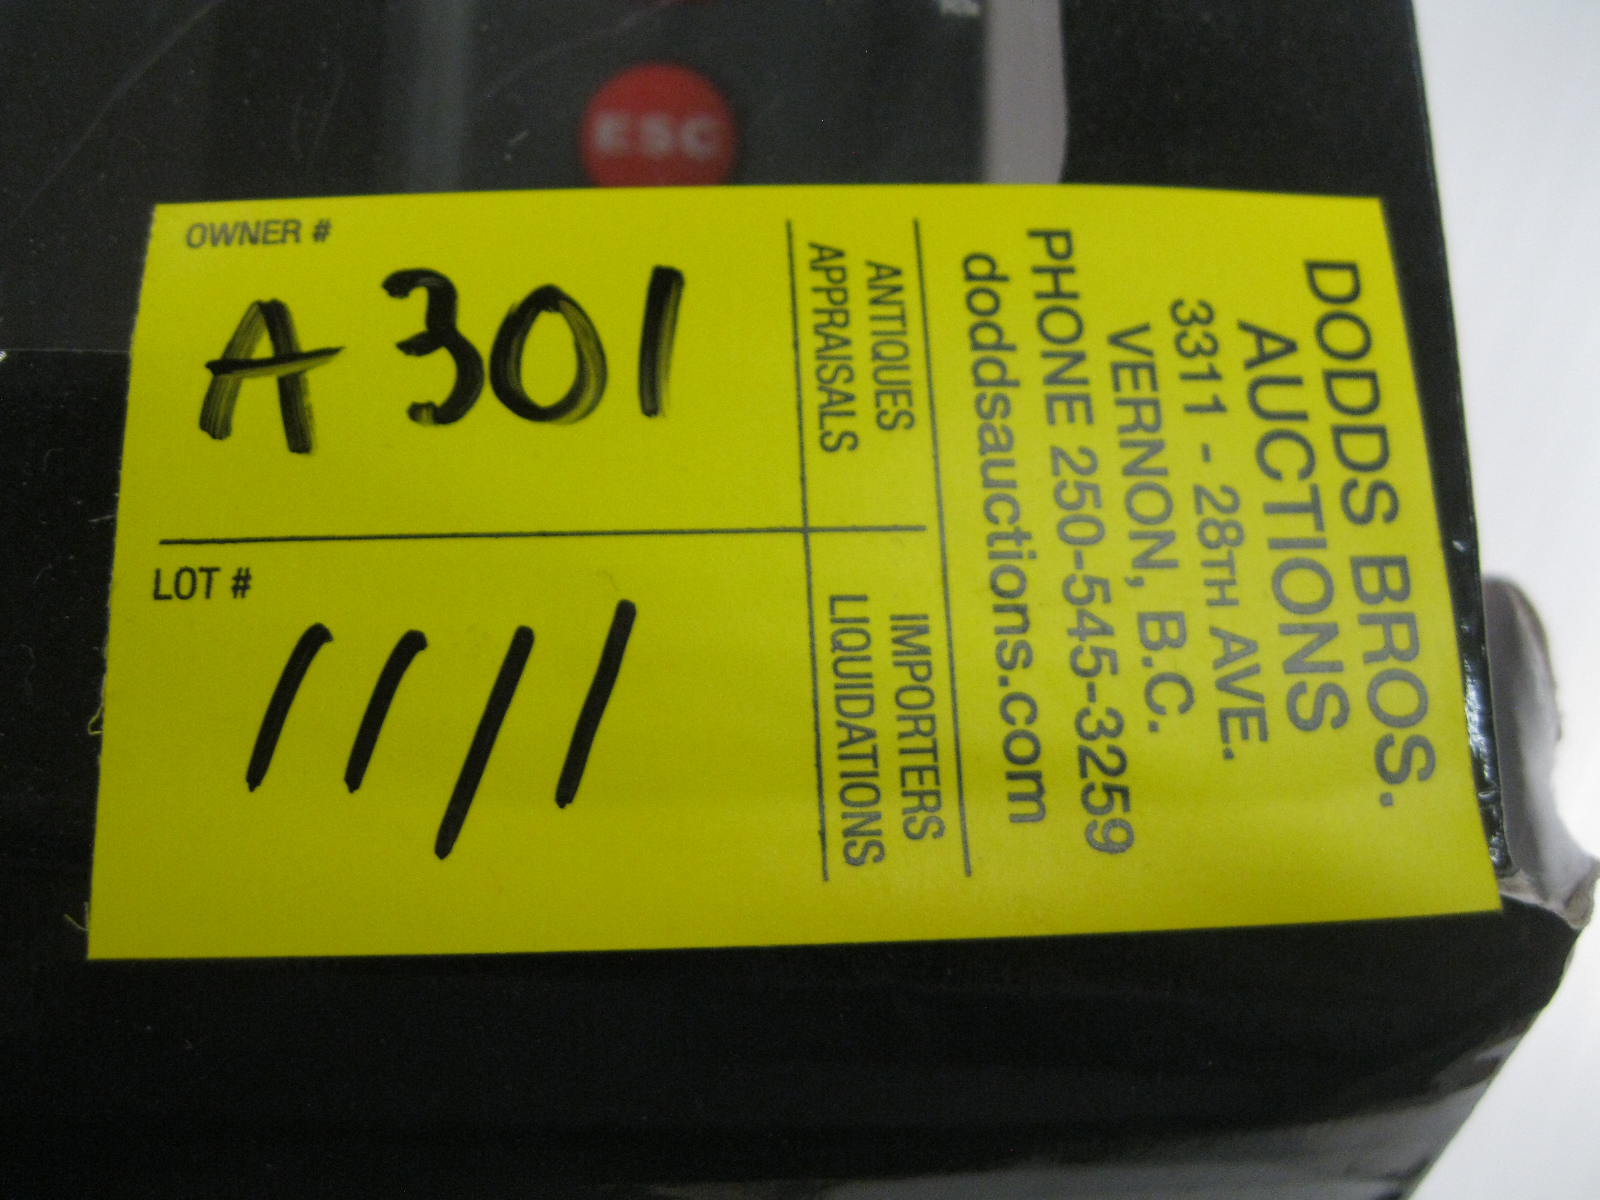 ESC
OWNER #
A 301
LOT #
1111
ANTIQUES
APPRAISALS
IMPORTERS
LIQUIDATIONS
DODDS BROS.
AUCTIONS
3311 - 28TH AVE.
VERNON, B.C.
PHONE 250-545-3259
doddsauctions.com